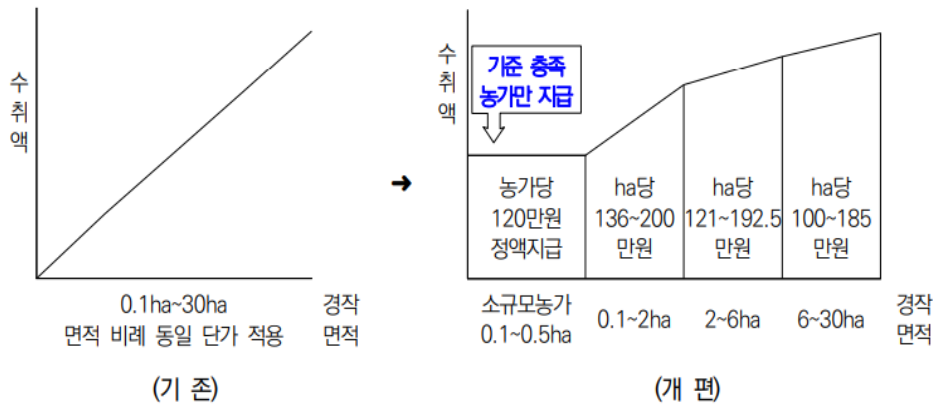 수
취
액
0.1ha~30ha
면적 비례 동일 단가 적용
경작
면적
(기 존)
➔
수
취
액
기준 충족
농가만 지급
농가당
120만원
정액지급
ha당
136~200
만원
ha당
121~192.5
만원
ha당
100~185
만원
소규모농가
0.1~0.5ha
0.1~2ha
2~6ha
6~30ha
경작
면적
(개 편)